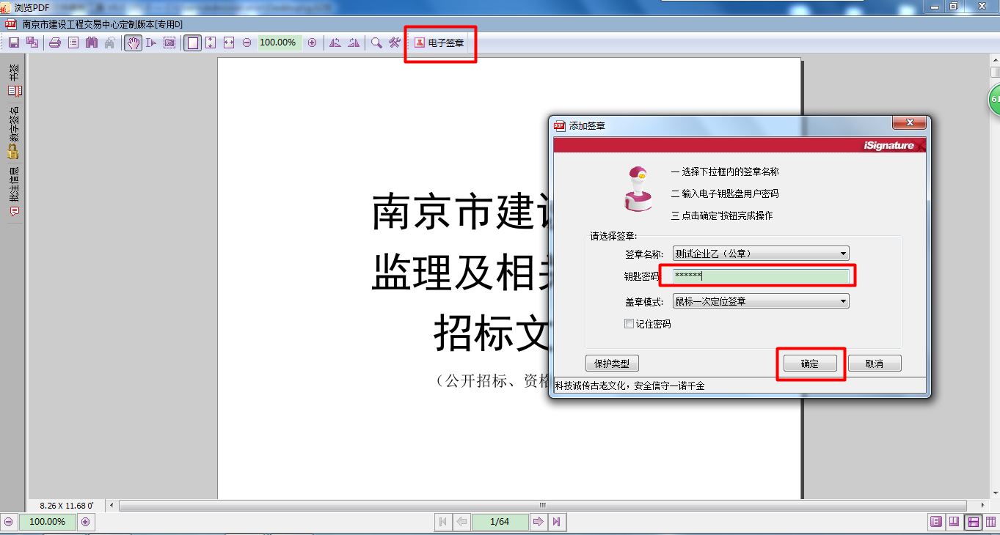 浏览PDF
南京市建设工程交易中心定制版本[专用D]
100.00%
电子签章
书签
数字签名
批注信息
南京市建
监理及相
招标文
（公开招标、资格
添加签章
iSignature
一 选择下拉框内的签章名称
二 输入电子钥匙盘用户密码
三 点击确定"按钮完成操作
请选择签章:
签章名称: 测试企业乙（公章）
钥匙密码 ******
盖章模式: 鼠标一次定位签章
记住密码
保护类型 确定 取消
科技诚传古老文化，安全信守一诺千金
61
8.26 X 11.68 0'
100.00% 1/64